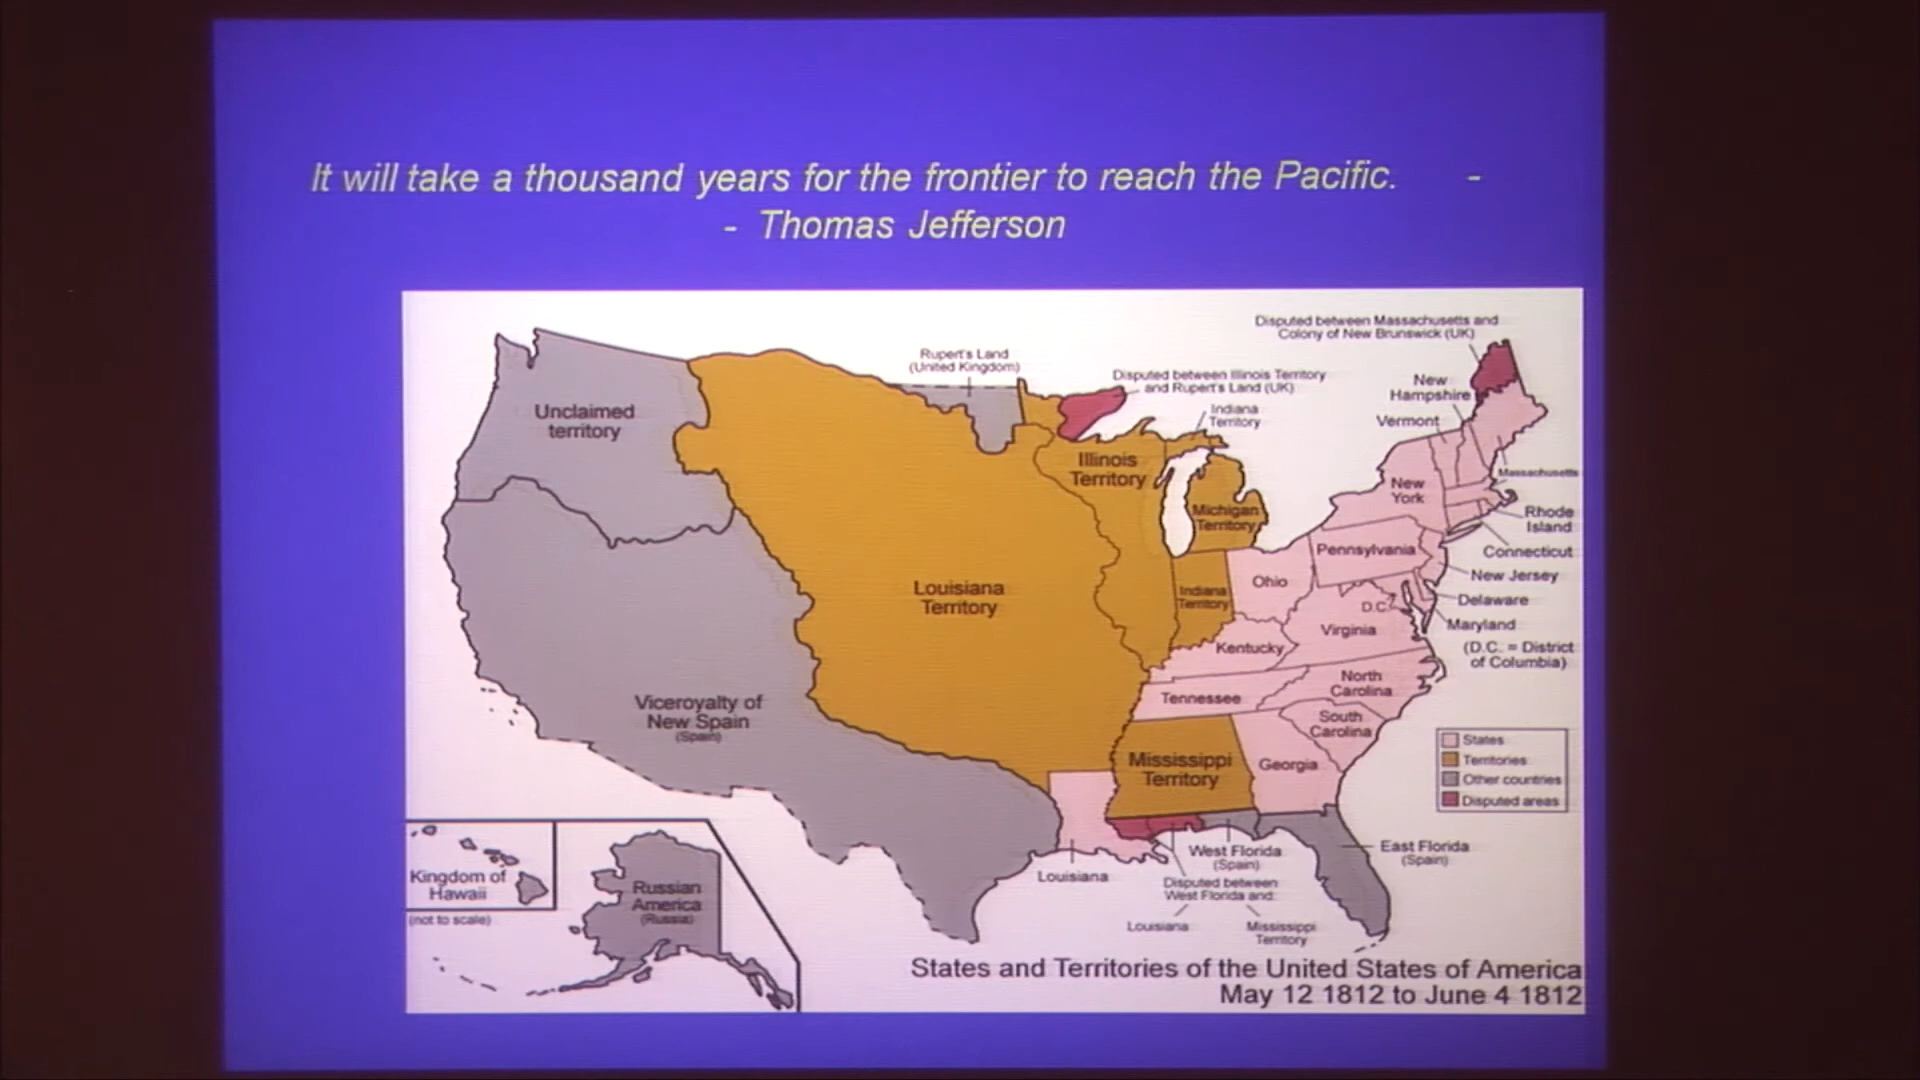 It will take a thousand years for the frontier to reach the Pacific. -
- Thomas Jefferson
Disputed between Massachusetts and
Colony of New Brunswick (UK)
Rupert's Land
(United Kingdom)
Disputed between Illinois Territory
and Rupert's Land (UK)
New
Hampshire
Indiana
Territory
Vermont
Unclaimed
territory
Illinois
Territory
Massachusetts
New
York
Michigan
Territory
Rhode
Island
Pennsylvania
Connecticut
New Jersey
Ohio
Louisiana
Territory
Indiana
Territory
Delaware
D.C.
Maryland
Virginia
(D.C. = District
of Columbia)
Kentucky
North
Carolina
Tennessee
Viceroyalty of
New Spain
(Spain)
South
Carolina
States
Territories
Other countries
Disputed areas
Mississippi
Territory
Georgia
East Florida
(Spain)
West Florida
(Spain)
Louisiana
Disputed between
West Florida and:
Louisiana
Mississippi
Territory
Kingdom of
Hawaii
(not to scale)
Russian
America
(Russia)
States and Territories of the United States of America
May 12 1812 to June 4 1812